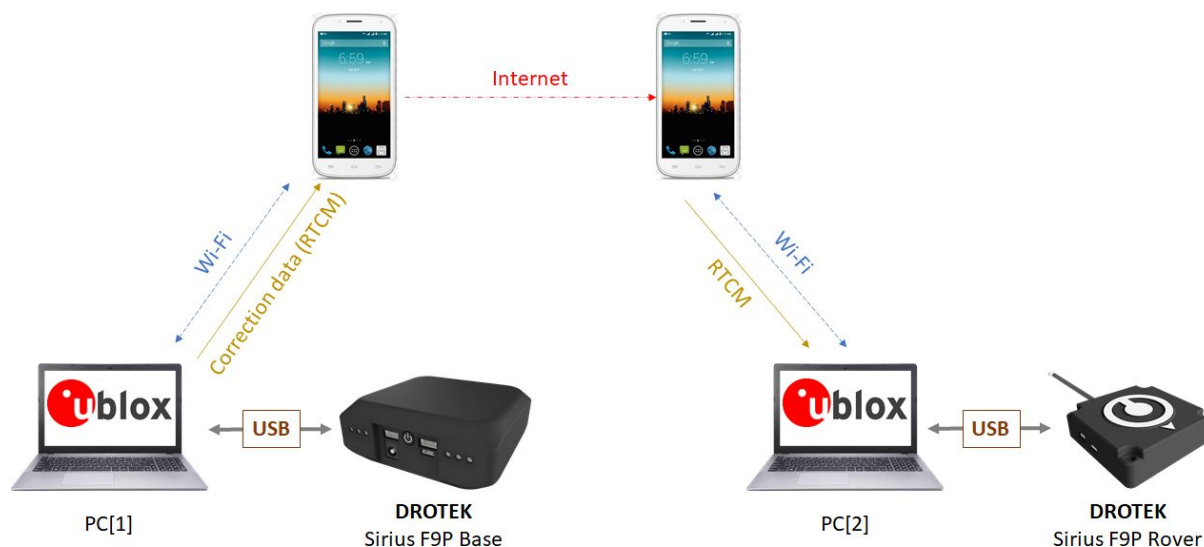 6:59
Internet
6:59
Wi-Fi
Correction data (RTCM)
RTCM
Wi-Fi
ublox
USB
ublox
USB
PC[1]
DROTEK
Sirius F9P Base
PC[2]
DROTEK
Sirius F9P Rover